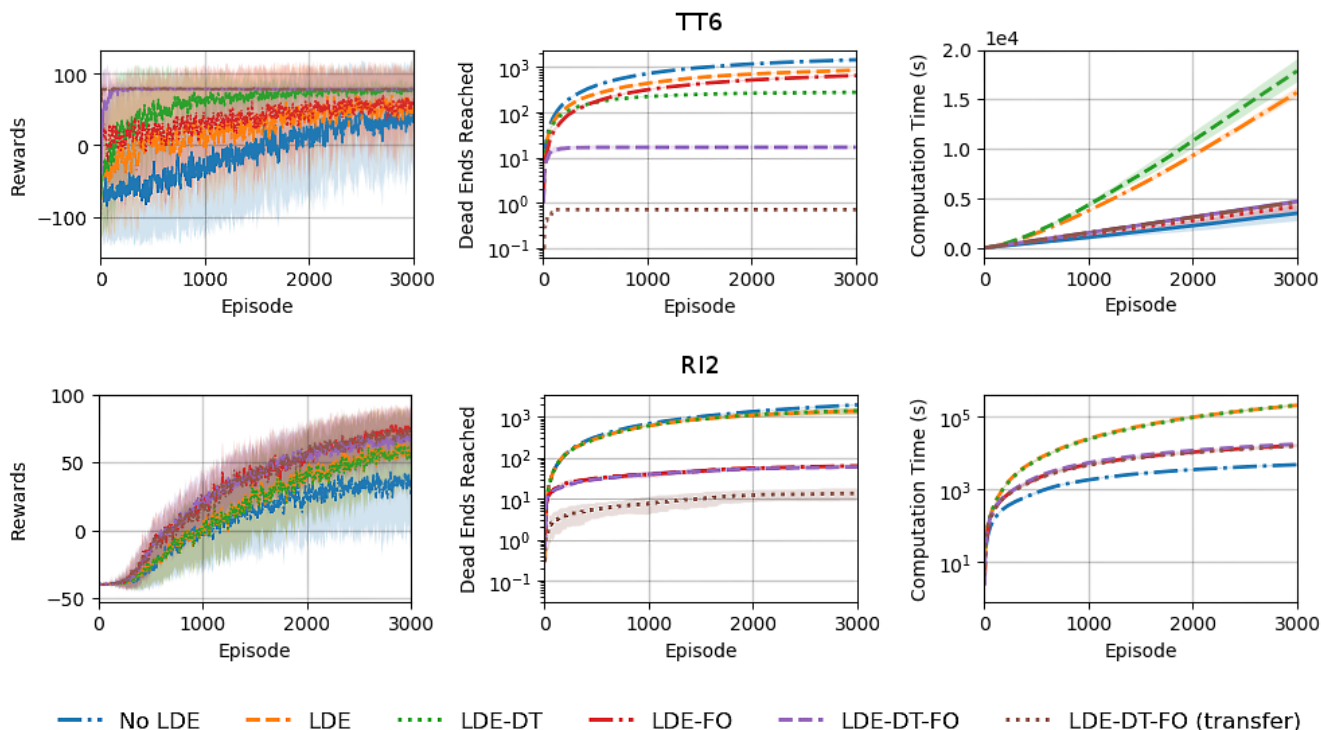 TT6
1e4
100
0
−100
Rewards
0 1000 2000 3000
Episode
10^3
10^2
10^1
10^0
10^−1
Dead Ends Reached
0 1000 2000 3000
Episode
2.0
1.5
1.0
0.5
0.0
Computation Time (s)
0 1000 2000 3000
Episode
RI2
100
50
0
−50
Rewards
0 1000 2000 3000
Episode
10^3
10^2
10^1
10^0
10^−1
Dead Ends Reached
0 1000 2000 3000
Episode
10^5
10^3
10^1
Computation Time (s)
0 1000 2000 3000
Episode
No LDE LDE LDE-DT LDE-FO LDE-DT-FO LDE-DT-FO (transfer)